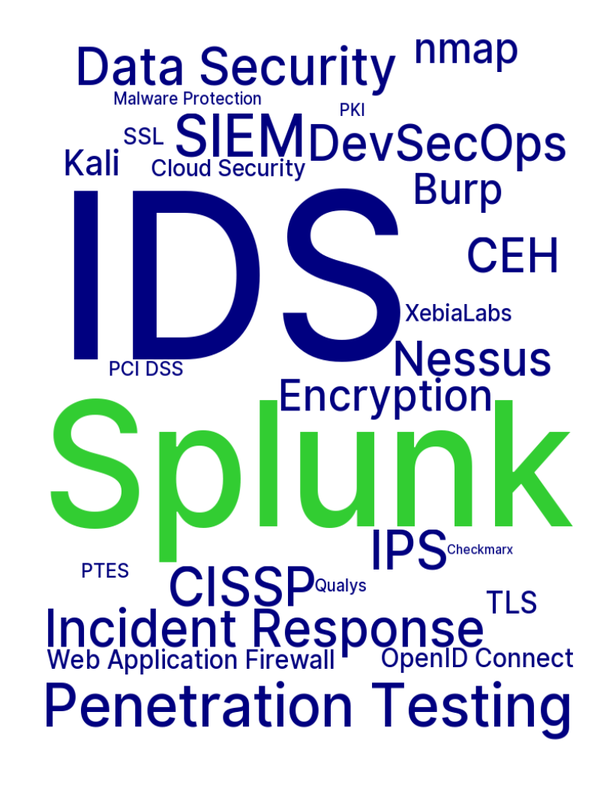 nmap
Data Security
Malware Protection
PKI
SSL
SIEM
DevSecOps
Kali
Cloud Security
Burp
IDS
CEH
XebiaLabs
Nessus
PCI DSS
Encryption
Splunk
IPS
Checkmarx
PTES
CISSP
Qualys
TLS
Incident Response
Web Application Firewall
OpenID Connect
Penetration Testing